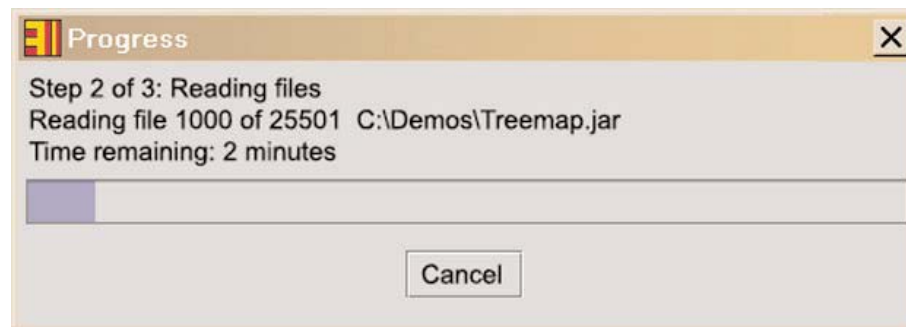 Progress
Step 2 of 3: Reading files
Reading file 1000 of 25501 C:\Demos\Treemap.jar
Time remaining: 2 minutes
Cancel